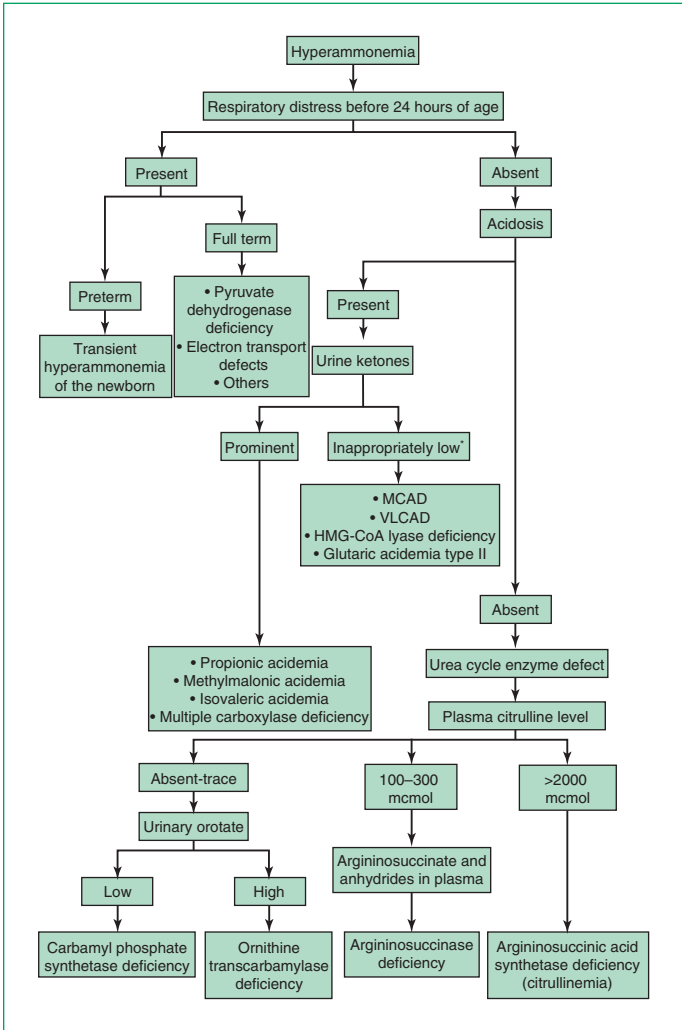 Hyperammonemia
Respiratory distress before 24 hours of age
Present
Absent
Acidosis
Full term
Preterm
• Pyruvate
dehydrogenase
deficiency
• Electron transport
defects
• Others
Transient
hyperammonemia
of the newborn
Present
Urine ketones
Prominent
Inappropriately low*
• MCAD
• VLCAD
• HMG-CoA lyase deficiency
• Glutaric acidemia type II
Absent
• Propionic acidemia
• Methylmalonic acidemia
• Isovaleric acidemia
• Multiple carboxylase deficiency
Urea cycle enzyme defect
Plasma citrulline level
Absent-trace
100–300
mcmol
>2000
mcmol
Urinary orotate
Argininosuccinate and
anhydrides in plasma
Low
High
Carbamyl phosphate
synthetase deficiency
Ornithine
transcarbamylase
deficiency
Argininosuccinase
deficiency
Argininosuccinic acid
synthetase deficiency
(citrullinemia)